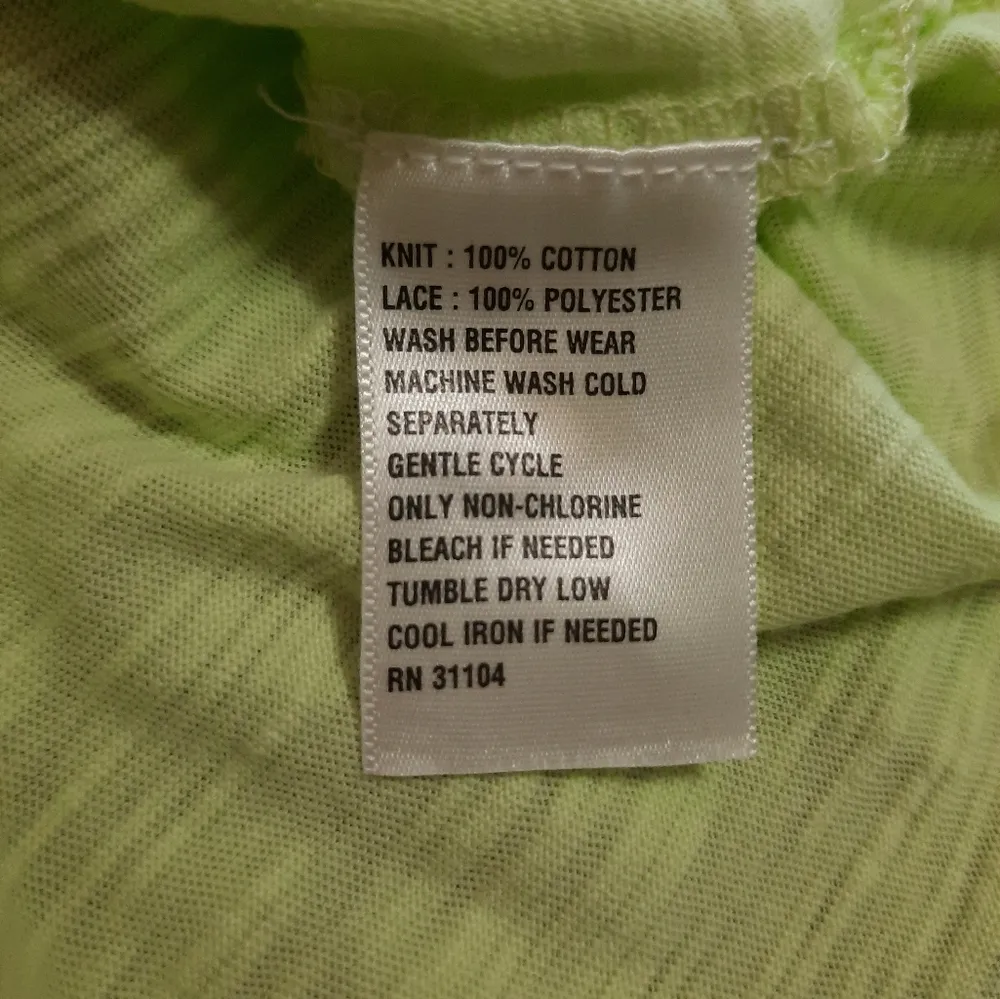 KNIT : 100% COTTON
LACE : 100% POLYESTER
WASH BEFORE WEAR
MACHINE WASH COLD
SEPARATELY
GENTLE CYCLE
ONLY NON-CHLORINE
BLEACH IF NEEDED
TUMBLE DRY LOW
COOL IRON IF NEEDED
RN 31104